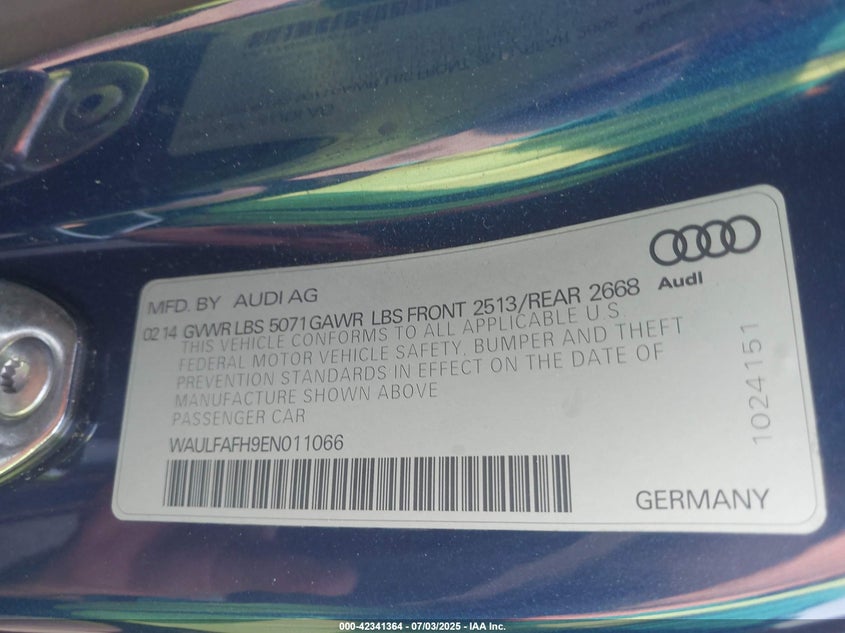 Audi
MFD. BY AUDI AG
02 14 GVWR LBS 5071 GAWR LBS FRONT 2513/REAR 2668
THIS VEHICLE CONFORMS TO ALL APPLICABLE U.S.
FEDERAL MOTOR VEHICLE SAFETY, BUMPER AND THEFT
PREVENTION STANDARDS IN EFFECT ON THE DATE OF
MANUFACTURE SHOWN ABOVE
PASSENGER CAR
WAULFAFH9EN011066
1024151
GERMANY
000-42341364 - 07/03/2025 - IAA Inc.